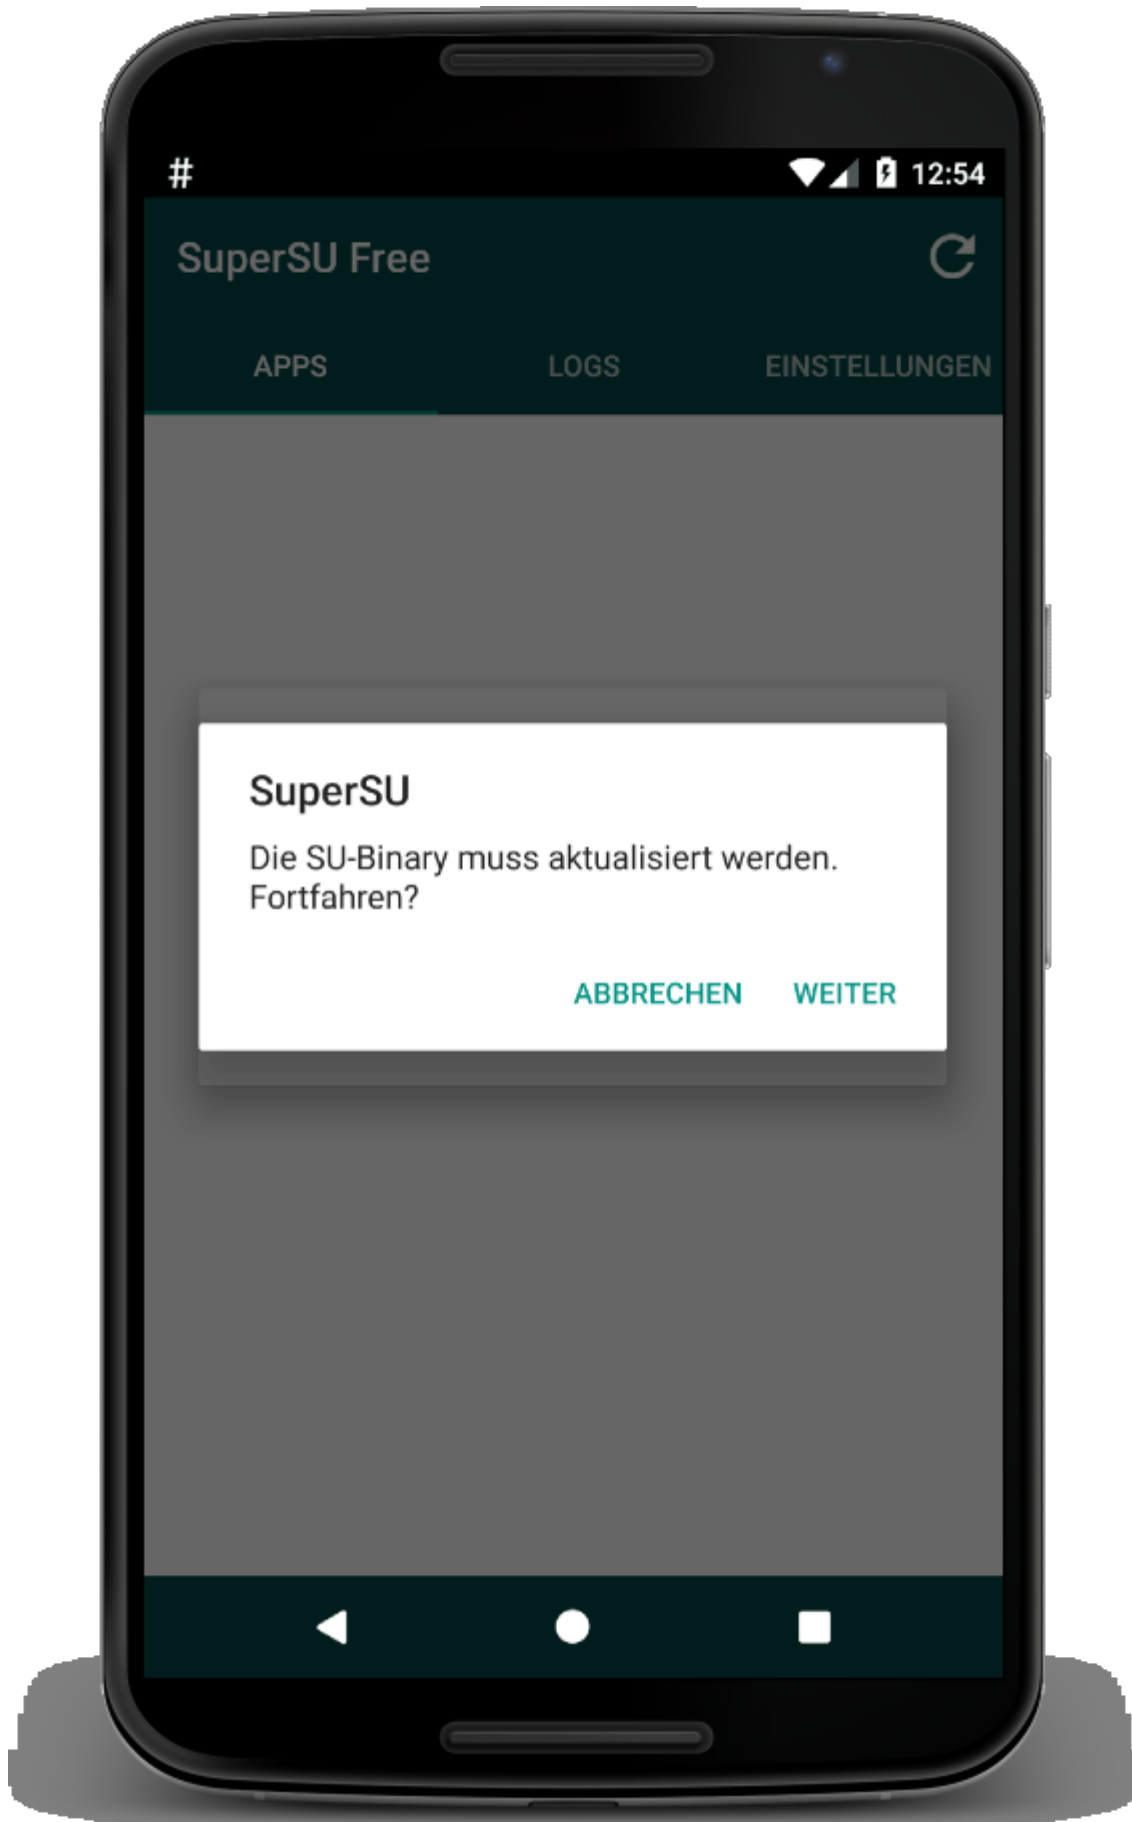 #
12:54
SuperSU Free
APPS LOGS EINSTELLUNGEN
SuperSU
Die SU-Binary muss aktualisiert werden.
Fortfahren?
ABBRECHEN WEITER